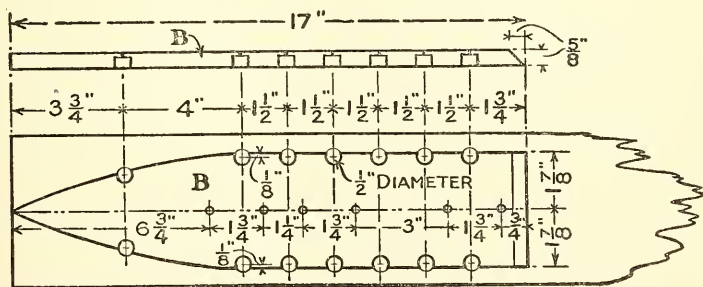 17"
B
5/8"
3 3/4" 4" 1 1/2" 1 1/2" 1 1/2" 1 1/2" 1 1/2" 1 3/4"
B 1/8" 1/2" DIAMETER 1 7/8"
6 3/4" 1 3/4" 1 1/4" 1 3/4" 3" 1 3/4" 3/4" 1 7/8"
1/8"